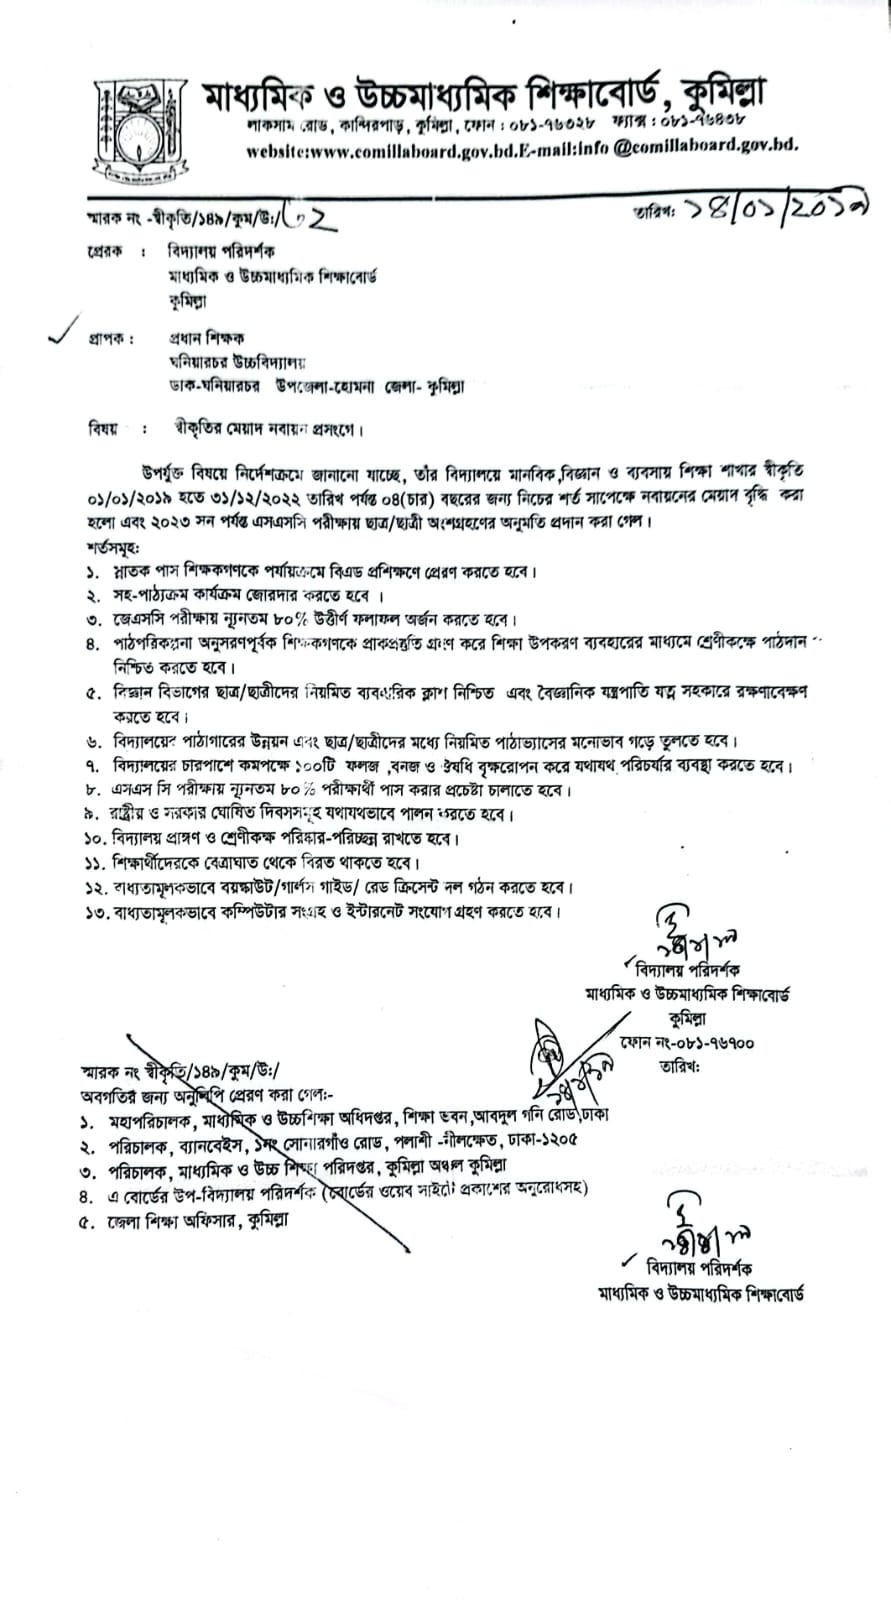 মাধ্যমিক ও উচ্চমাধ্যমিক শিক্ষাবোর্ড, কুমিল্লা
লাকসাম রোড, কান্দিরপাড়, কুমিল্লা, ফোন : ০৮১-৭৬৩২৮ ফ্যাক্স : ০৮১-৭৬৪৩৮
website:www.comillaboard.gov.bd.E-mail:info @comillaboard.gov.bd.
স্মারক নং -স্বীকৃতি/১৪৯/কুম/উঃ/
তারিখ: ১৪/০১/২০১৯
প্রেরক : বিদ্যালয় পরিদর্শক
মাধ্যমিক ও উচ্চমাধ্যমিক শিক্ষাবোর্ড
কুমিল্লা
প্রাপক : প্রধান শিক্ষক
ঘনিয়ারচর উচ্চবিদ্যালয়
ডাক-ঘনিয়ারচর উপজেলা-হোমনা জেলা- কুমিল্লা
বিষয় : স্বীকৃতির মেয়াদ নবায়ন প্রসংগে।
উপর্যুক্ত বিষয়ে নির্দেশক্রমে জানানো যাচ্ছে, তাঁর বিদ্যালয়ে মানবিক,বিজ্ঞান ও ব্যবসায় শিক্ষা শাখার স্বীকৃতি
০১/০১/২০১৯ হতে ৩১/১২/২০২২ তারিখ পর্যন্ত ০৪(চার) বছরের জন্য নিচের শর্ত সাপেক্ষে নবায়নের মেয়াদ বৃদ্ধি করা
হলো এবং ২০২৩ সন পর্যন্ত এসএসসি পরীক্ষায় ছাত্র/ছাত্রী অংশগ্রহণের অনুমতি প্রদান করা গেল।
শর্তসমূহ:
১. স্নাতক পাস শিক্ষকগণকে পর্যায়ক্রমে বিএড প্রশিক্ষণে প্রেরণ করতে হবে।
২. সহ-পাঠ্যক্রম কার্যক্রম জোরদার করতে হবে ।
৩. জেএসসি পরীক্ষায় ন্যূনতম ৮০% উত্তীর্ণ ফলাফল অর্জন করতে হবে।
৪. পাঠপরিকল্পনা অনুসরণপূর্বক শিক্ষকগণকে প্রাকপ্রস্তুতি গ্রহণ করে শিক্ষা উপকরণ ব্যবহারের মাধ্যমে শ্রেণীকক্ষে পাঠদান
নিশ্চিত করতে হবে।
৫. বিজ্ঞান বিভাগের ছাত্র/ছাত্রীদের নিয়মিত ব্যবহারিক ক্লাশ নিশ্চিত এবং বৈজ্ঞানিক যন্ত্রপাতি যত্ন সহকারে রক্ষণাবেক্ষণ
করতে হবে।
৬. বিদ্যালয়ের পাঠাগারের উন্নয়ন এবং ছাত্র/ছাত্রীদের মধ্যে নিয়মিত পাঠাভ্যাসের মনোভাব গড়ে তুলতে হবে।
৭. বিদ্যালয়ের চারপাশে কমপক্ষে ১০০টি ফলজ ,বনজ ও ঔষধি বৃক্ষরোপন করে যথাযথ পরিচর্যার ব্যবস্থা করতে হবে।
৮. এসএস সি পরীক্ষায় ন্যূনতম ৮০% পরীক্ষার্থী পাস করার প্রচেষ্টা চালাতে হবে।
৯. রাষ্ট্রীয় ও সরকার ঘোষিত দিবসসমূহ যথাযথভাবে পালন করতে হবে।
১০. বিদ্যালয় প্রাঙ্গণ ও শ্রেণীকক্ষ পরিষ্কার-পরিচ্ছন্ন রাখতে হবে।
১১. শিক্ষার্থীদেরকে বেত্রাঘাত থেকে বিরত থাকতে হবে।
১২. বাধ্যতামূলকভাবে বয়স্কাউট/গার্লস গাইড/ রেড ক্রিসেন্ট দল গঠন করতে হবে।
১৩. বাধ্যতামূলকভাবে কম্পিউটার সংগ্রহ ও ইন্টারনেট সংযোগ গ্রহণ করতে হবে।
বিদ্যালয় পরিদর্শক
মাধ্যমিক ও উচ্চমাধ্যমিক শিক্ষাবোর্ড
কুমিল্লা
ফোন নং-০৮১-৭৬৭০০
তারিখ:
স্মারক নং স্বীকৃতি/১৪৯/কুম/উঃ/
অবগতির জন্য অনুলিপি প্রেরণ করা গেল:-
১. মহাপরিচালক, মাধ্যমিক ও উচ্চশিক্ষা অধিদপ্তর, শিক্ষা ভবন,আবদুল গনি রোড,ঢাকা
২. পরিচালক, ব্যানবেইস, ১নং সোনারগাঁও রোড, পলাশী -নীলক্ষেত, ঢাকা-১২০৫
৩. পরিচালক, মাধ্যমিক ও উচ্চ শিক্ষা পরিদপ্তর, কুমিল্লা অঞ্চল কুমিল্লা
৪. এ বোর্ডের উপ-বিদ্যালয় পরিদর্শক (বোর্ডের ওয়েব সাইটে প্রকাশের অনুরোধসহ)
৫. জেলা শিক্ষা অফিসার, কুমিল্লা
বিদ্যালয় পরিদর্শক
মাধ্যমিক ও উচ্চমাধ্যমিক শিক্ষাবোর্ড